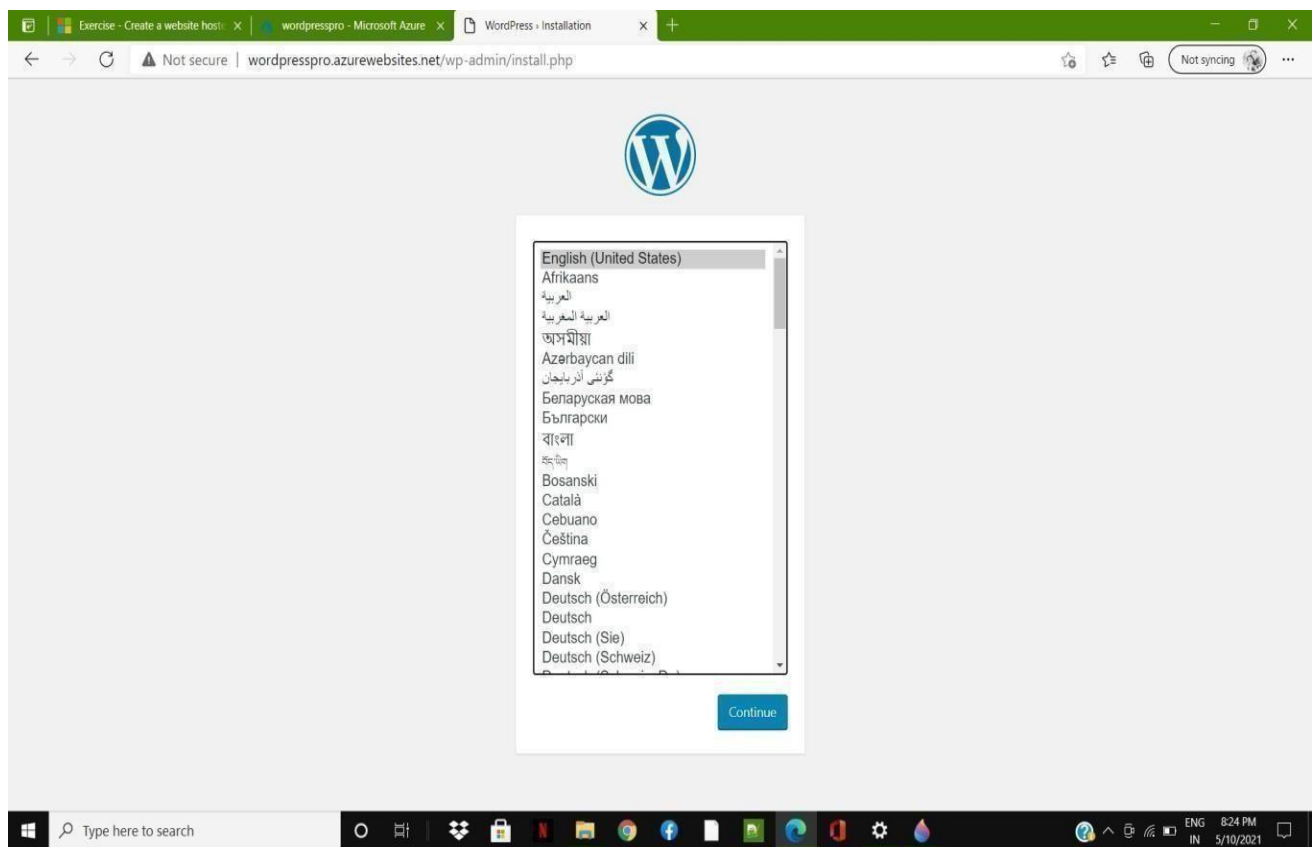 Exercise - Create a website hoste
wordpresspro - Microsoft Azure
WordPress › Installation
Not secure | wordpresspro.azurewebsites.net/wp-admin/install.php
Not syncing
English (United States)
Afrikaans
العربية
العربية المغربية
অসমীয়া
Azərbaycan dili
گؤنئی آذربایجان
Беларуская мова
Български
বাংলা
བོད་ཡིག
Bosanski
Català
Cebuano
Čeština
Cymraeg
Dansk
Deutsch (Österreich)
Deutsch
Deutsch (Sie)
Deutsch (Schweiz)
Continue
Type here to search
ENG 8:24 PM
IN 5/10/2021